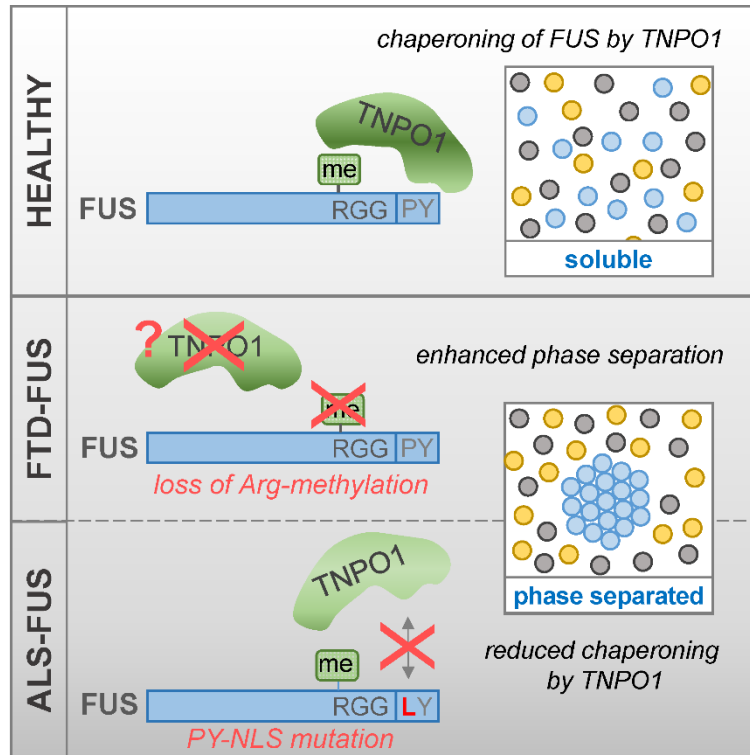 HEALTHY
chaperoning of FUS by TNPO1
TNPO1
me
FUS
RGG PY
soluble
FTD-FUS
? TNPO1
enhanced phase separation
me
FUS
RGG PY
loss of Arg-methylation
phase separated
ALS-FUS
TNPO1
me
reduced chaperoning
by TNPO1
FUS
RGG LY
PY-NLS mutation